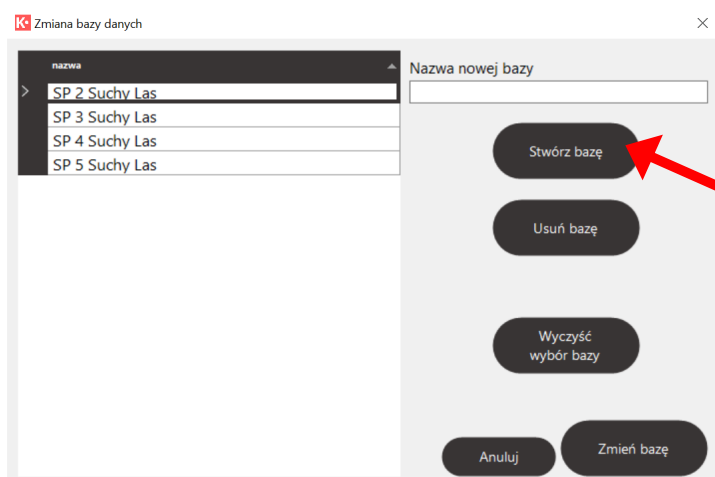 Zmiana bazy danych
nazwa
SP 2 Suchy Las
SP 3 Suchy Las
SP 4 Suchy Las
SP 5 Suchy Las
Nazwa nowej bazy
Stwórz bazę
Usuń bazę
Wyczyść
wybór bazy
Anuluj
Zmień bazę